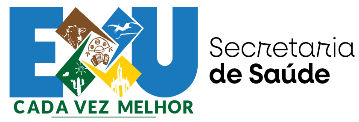 EXU
CADA VEZ MELHOR
Secretaria
de Saúde